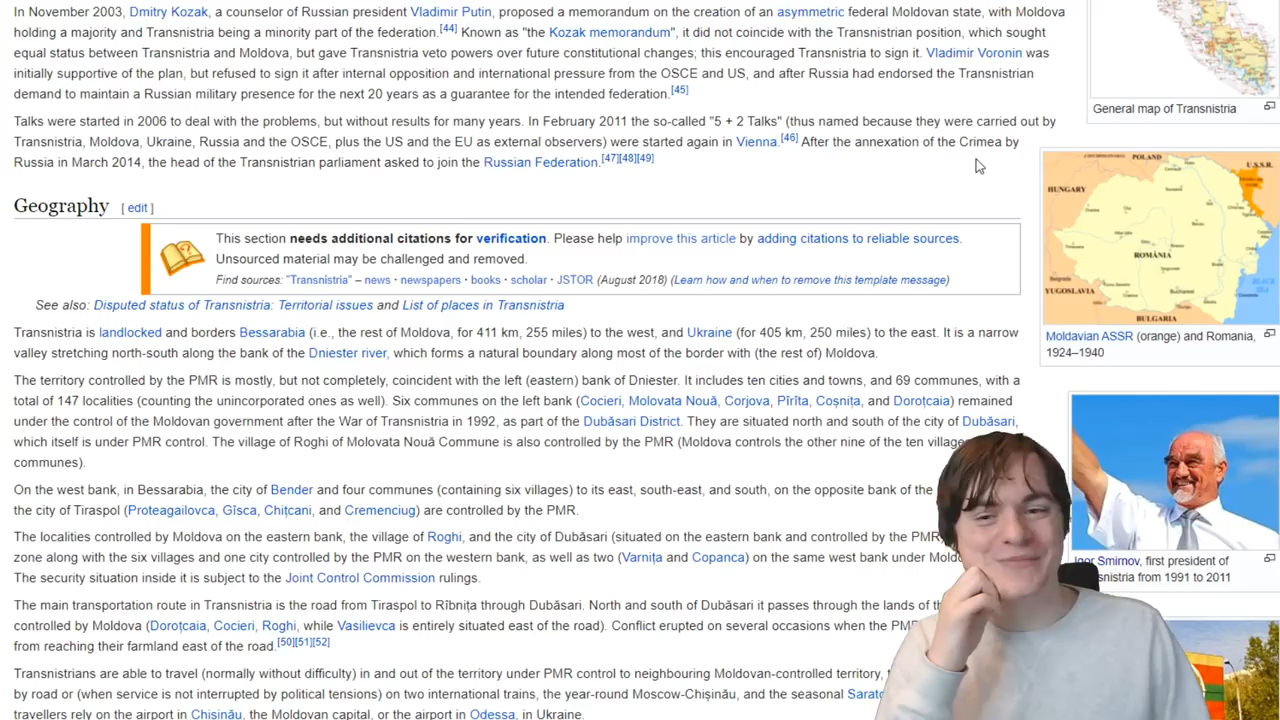 In November 2003, Dmitry Kozak, a counselor of Russian president Vladimir Putin, proposed a memorandum on the creation of an asymmetric federal Moldovan state, with Moldova
holding a majority and Transnistria being a minority part of the federation.[44] Known as "the Kozak memorandum", it did not coincide with the Transnistrian position, which sought
equal status between Transnistria and Moldova, but gave Transnistria veto powers over future constitutional changes; this encouraged Transnistria to sign it. Vladimir Voronin was
initially supportive of the plan, but refused to sign it after internal opposition and international pressure from the OSCE and US, and after Russia had endorsed the Transnistrian
demand to maintain a Russian military presence for the next 20 years as a guarantee for the intended federation.[45]
Talks were started in 2006 to deal with the problems, but without results for many years. In February 2011 the so-called "5 + 2 Talks" (thus named because they were carried out by
Transnistria, Moldova, Ukraine, Russia and the OSCE, plus the US and the EU as external observers) were started again in Vienna.[46] After the annexation of the Crimea by
Russia in March 2014, the head of the Transnistrian parliament asked to join the Russian Federation.[47][48][49]
Geography [ edit ]
This section needs additional citations for verification. Please help improve this article by adding citations to reliable sources.
Unsourced material may be challenged and removed.
Find sources: "Transnistria" – news · newspapers · books · scholar · JSTOR (August 2018) (Learn how and when to remove this template message)
See also: Disputed status of Transnistria: Territorial issues and List of places in Transnistria
Transnistria is landlocked and borders Bessarabia (i.e., the rest of Moldova, for 411 km, 255 miles) to the west, and Ukraine (for 405 km, 250 miles) to the east. It is a narrow
valley stretching north-south along the bank of the Dniester river, which forms a natural boundary along most of the border with (the rest of) Moldova.
The territory controlled by the PMR is mostly, but not completely, coincident with the left (eastern) bank of Dniester. It includes ten cities and towns, and 69 communes, with a
total of 147 localities (counting the unincorporated ones as well). Six communes on the left bank (Cocieri, Molovata Nouă, Corjova, Pîrîta, Coșnița, and Doroțcaia) remained
under the control of the Moldovan government after the War of Transnistria in 1992, as part of the Dubăsari District. They are situated north and south of the city of Dubăsari,
which itself is under PMR control. The village of Roghi of Molovata Nouă Commune is also controlled by the PMR (Moldova controls the other nine of the ten village
communes).
On the west bank, in Bessarabia, the city of Bender and four communes (containing six villages) to its east, south-east, and south, on the opposite bank of the
the city of Tiraspol (Proteagailovca, Gîsca, Chițcani, and Cremenciug) are controlled by the PMR.
The localities controlled by Moldova on the eastern bank, the village of Roghi, and the city of Dubăsari (situated on the eastern bank and controlled by the PMR
zone along with the six villages and one city controlled by the PMR on the western bank, as well as two (Varnița and Copanca) on the same west bank under Mold
The security situation inside it is subject to the Joint Control Commission rulings.
The main transportation route in Transnistria is the road from Tiraspol to Rîbnița through Dubăsari. North and south of Dubăsari it passes through the lands of th
controlled by Moldova (Doroțcaia, Cocieri, Roghi, while Vasilievca is entirely situated east of the road). Conflict erupted on several occasions when the PM
from reaching their farmland east of the road.[50][51][52]
Transnistrians are able to travel (normally without difficulty) in and out of the territory under PMR control to neighbouring Moldovan-controlled territory,
by road or (when service is not interrupted by political tensions) on two international trains, the year-round Moscow-Chișinău, and the seasonal Sarato
travellers rely on the airport in Chișinău, the Moldovan capital, or the airport in Odessa, in Ukraine.
General map of Transnistria
POLAND
U.S.S.R.
HUNGARY
ROMÂNIA
YUGOSLAVIA
BULGARIA
Moldavian ASSR (orange) and Romania,
1924–1940
Smirnov, first president of
snistria from 1991 to 2011